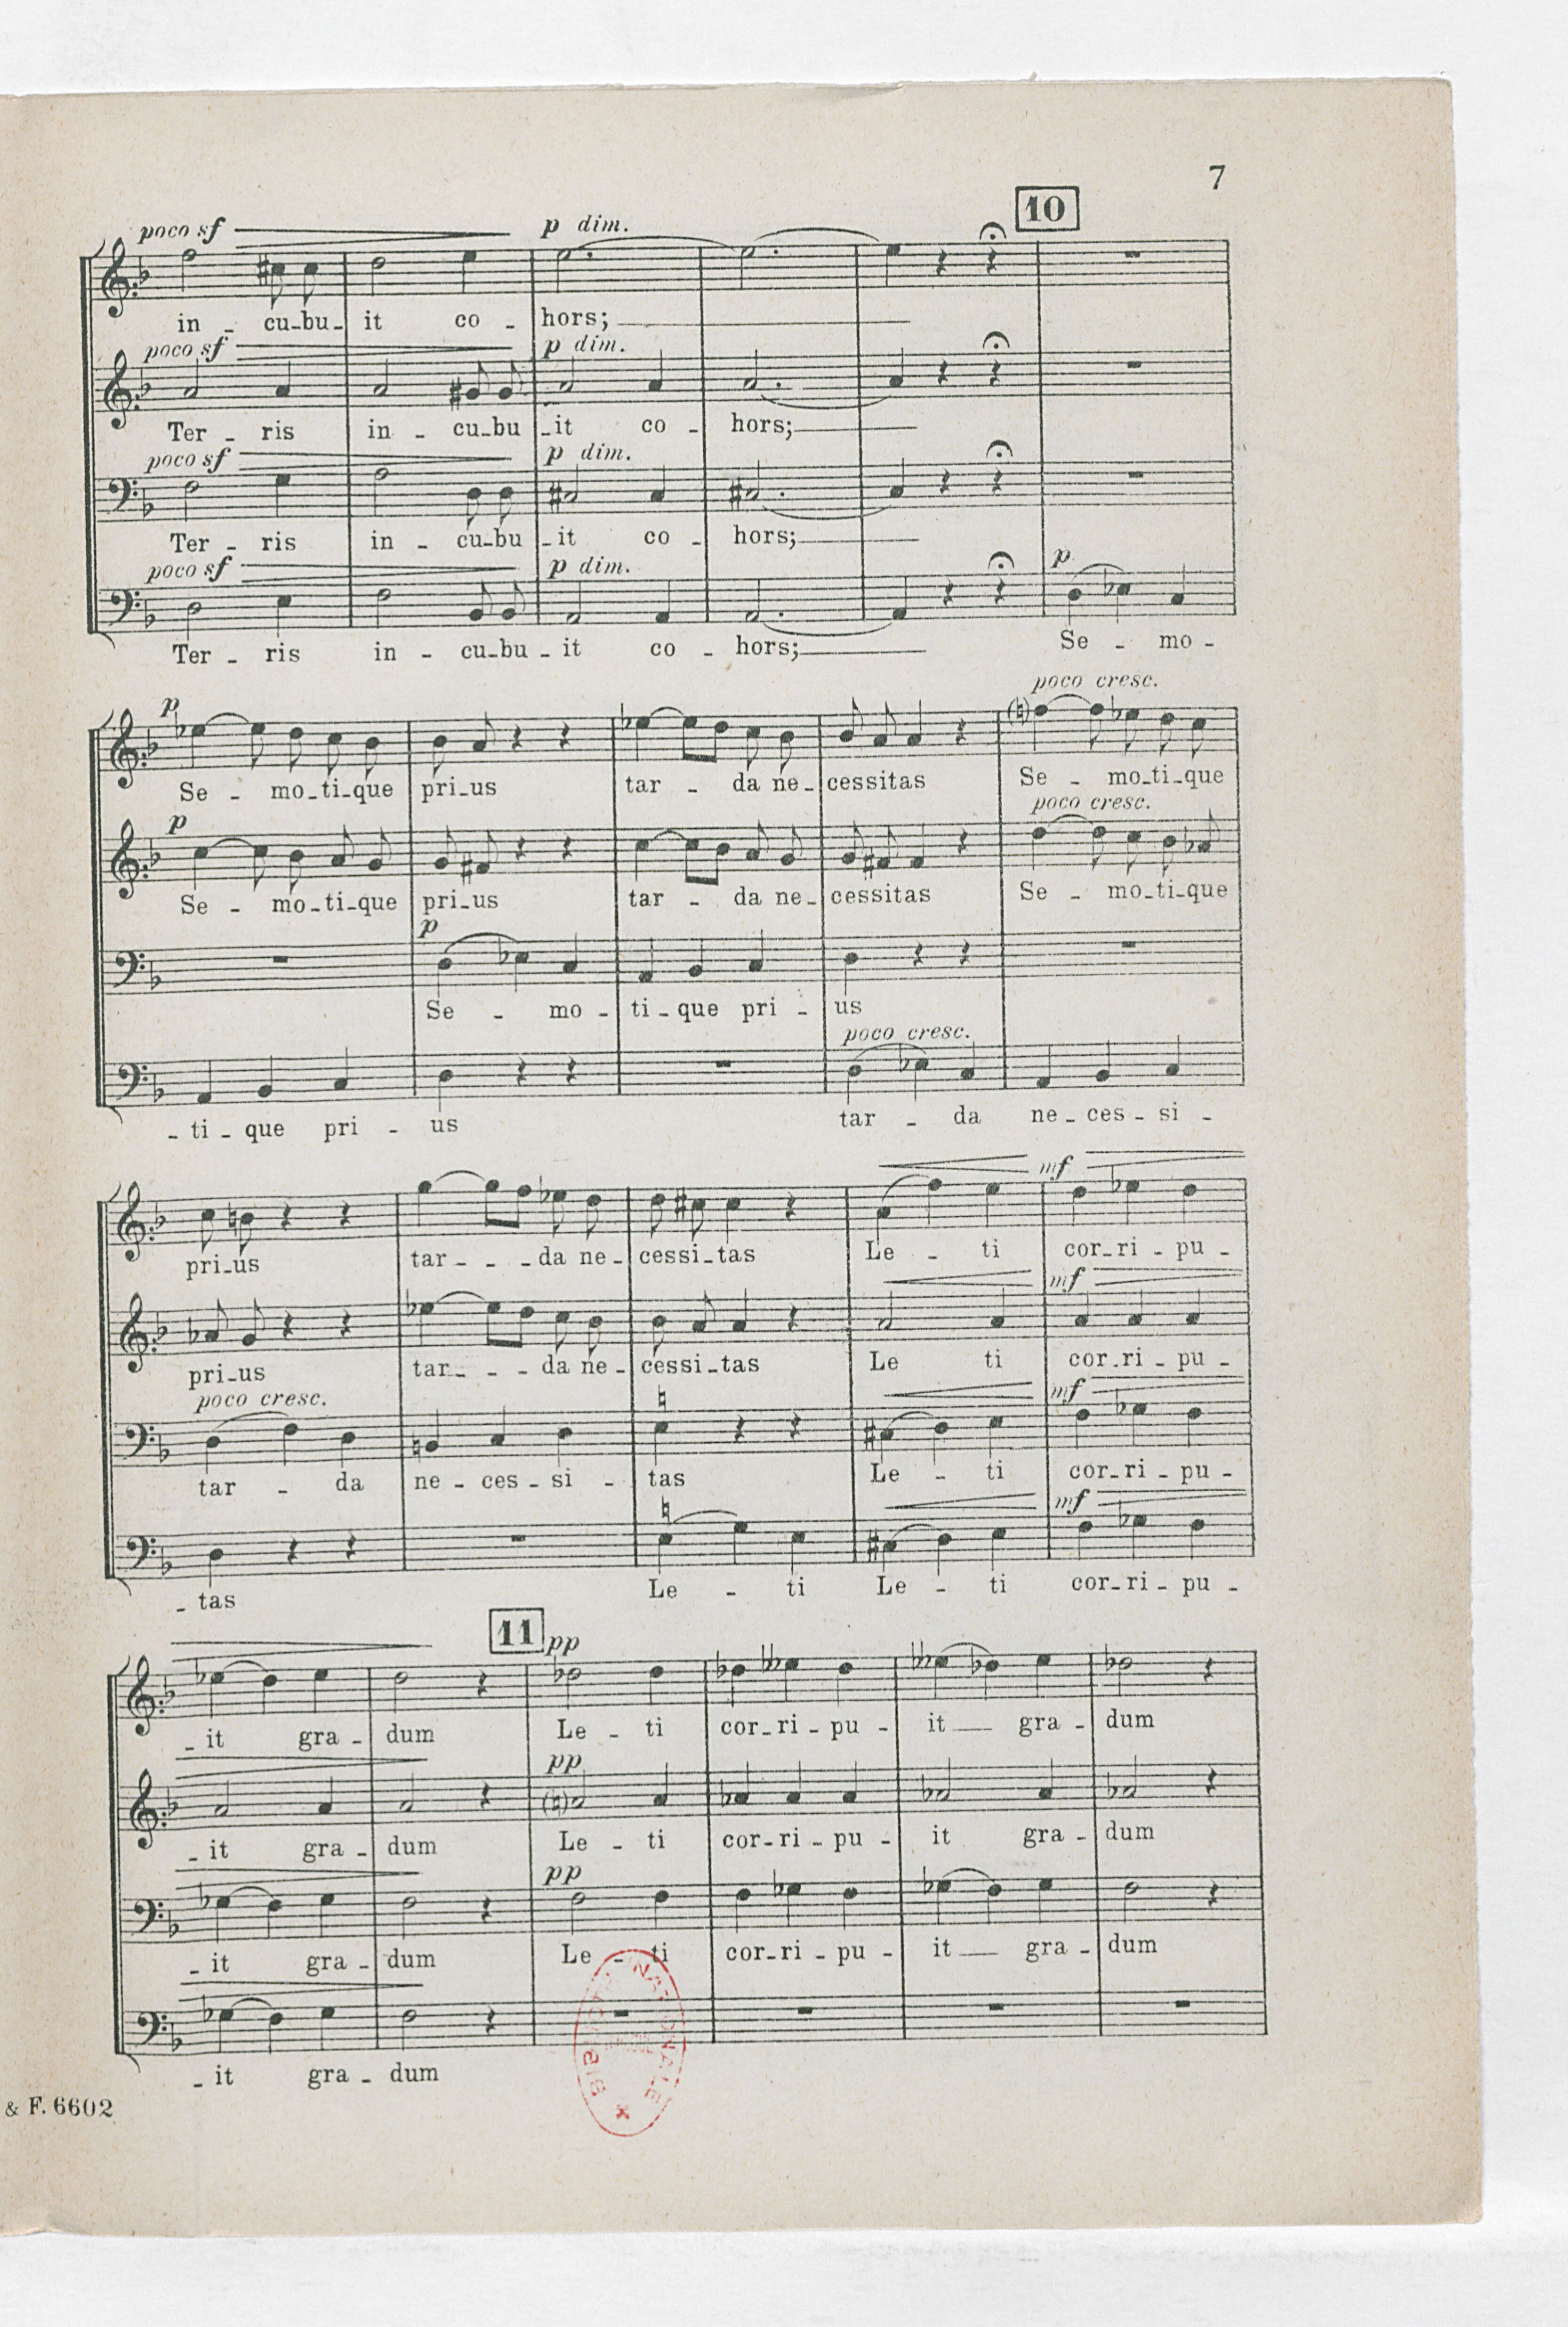 7
10
poco sf p dim.
in - cu-bu- it co - hors;
poco sf p dim.
Ter - ris in - cu-bu -it co - hors;
poco sf p dim.
Ter - ris in - cu-bu -it co - hors;
poco sf p dim. p
Ter - ris in - cu-bu - it co - hors; Se - mo -
p poco cresc.
Se - mo-ti-que pri-us tar - da ne- cessitas Se - mo-ti-que
p poco cresc.
Se - mo-ti-que pri-us tar - da ne- cessitas Se - mo-ti-que
p
Se - mo - ti - que pri - us
poco cresc.
- ti - que pri - us tar - da ne - ces - si -
mf
pri-us tar - - - da ne- cessi-tas Le - ti cor-ri - pu -
mf
pri-us tar - - - da ne- cessi-tas Le ti cor-ri - pu -
poco cresc. mf
tar - da ne - ces - si - tas Le - ti cor-ri - pu -
mf
- tas Le - ti Le - ti cor-ri - pu -
11 pp
- it gra - dum Le - ti cor-ri - pu - it gra - dum
pp
- it gra - dum Le - ti cor-ri - pu - it gra - dum
pp
- it gra - dum Le - ti cor-ri - pu - it gra - dum
- it gra - dum
BIBLIOTH NATIONALE
& F. 6602